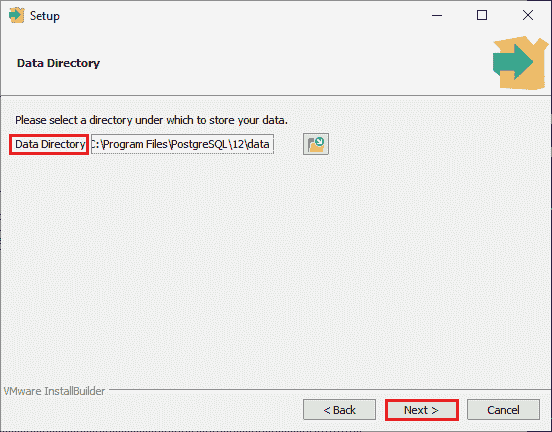 Setup
Data Directory
Please select a directory under which to store your data.
Data Directory C:\Program Files\PostgreSQL\12\data
VMware InstallBuilder
< Back Next > Cancel